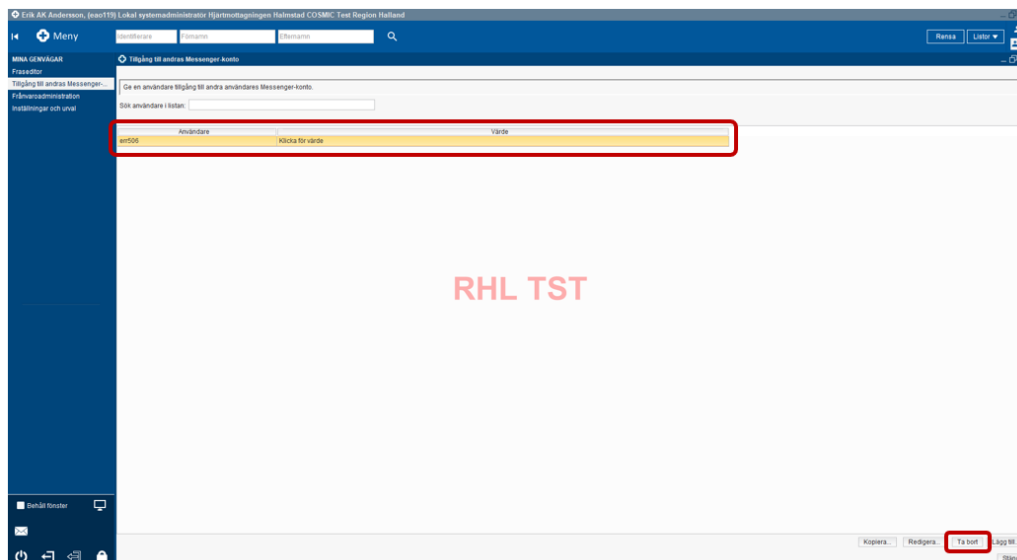 Erik AK Andersson, (eao119) Lokal systemadministratör Hjärtmottagningen Halmstad COSMIC Test Region Halland
Meny Identifierare Förnamn Efternamn Rensa Listor
MINA GENVÄGAR Tillgång till andras Messenger-konto
Fraseditor
Tillgång till andras Messenger-...
Ge en användare tillgång till andra användares Messenger-konto.
Frånvaroadministration
Inställningar och urval
Sök användare i listan:
Användare Värde
Klicka för värde
RHL TST
Behåll fönster
Kopiera... Redigera... Ta bort Lägg till
Stäng